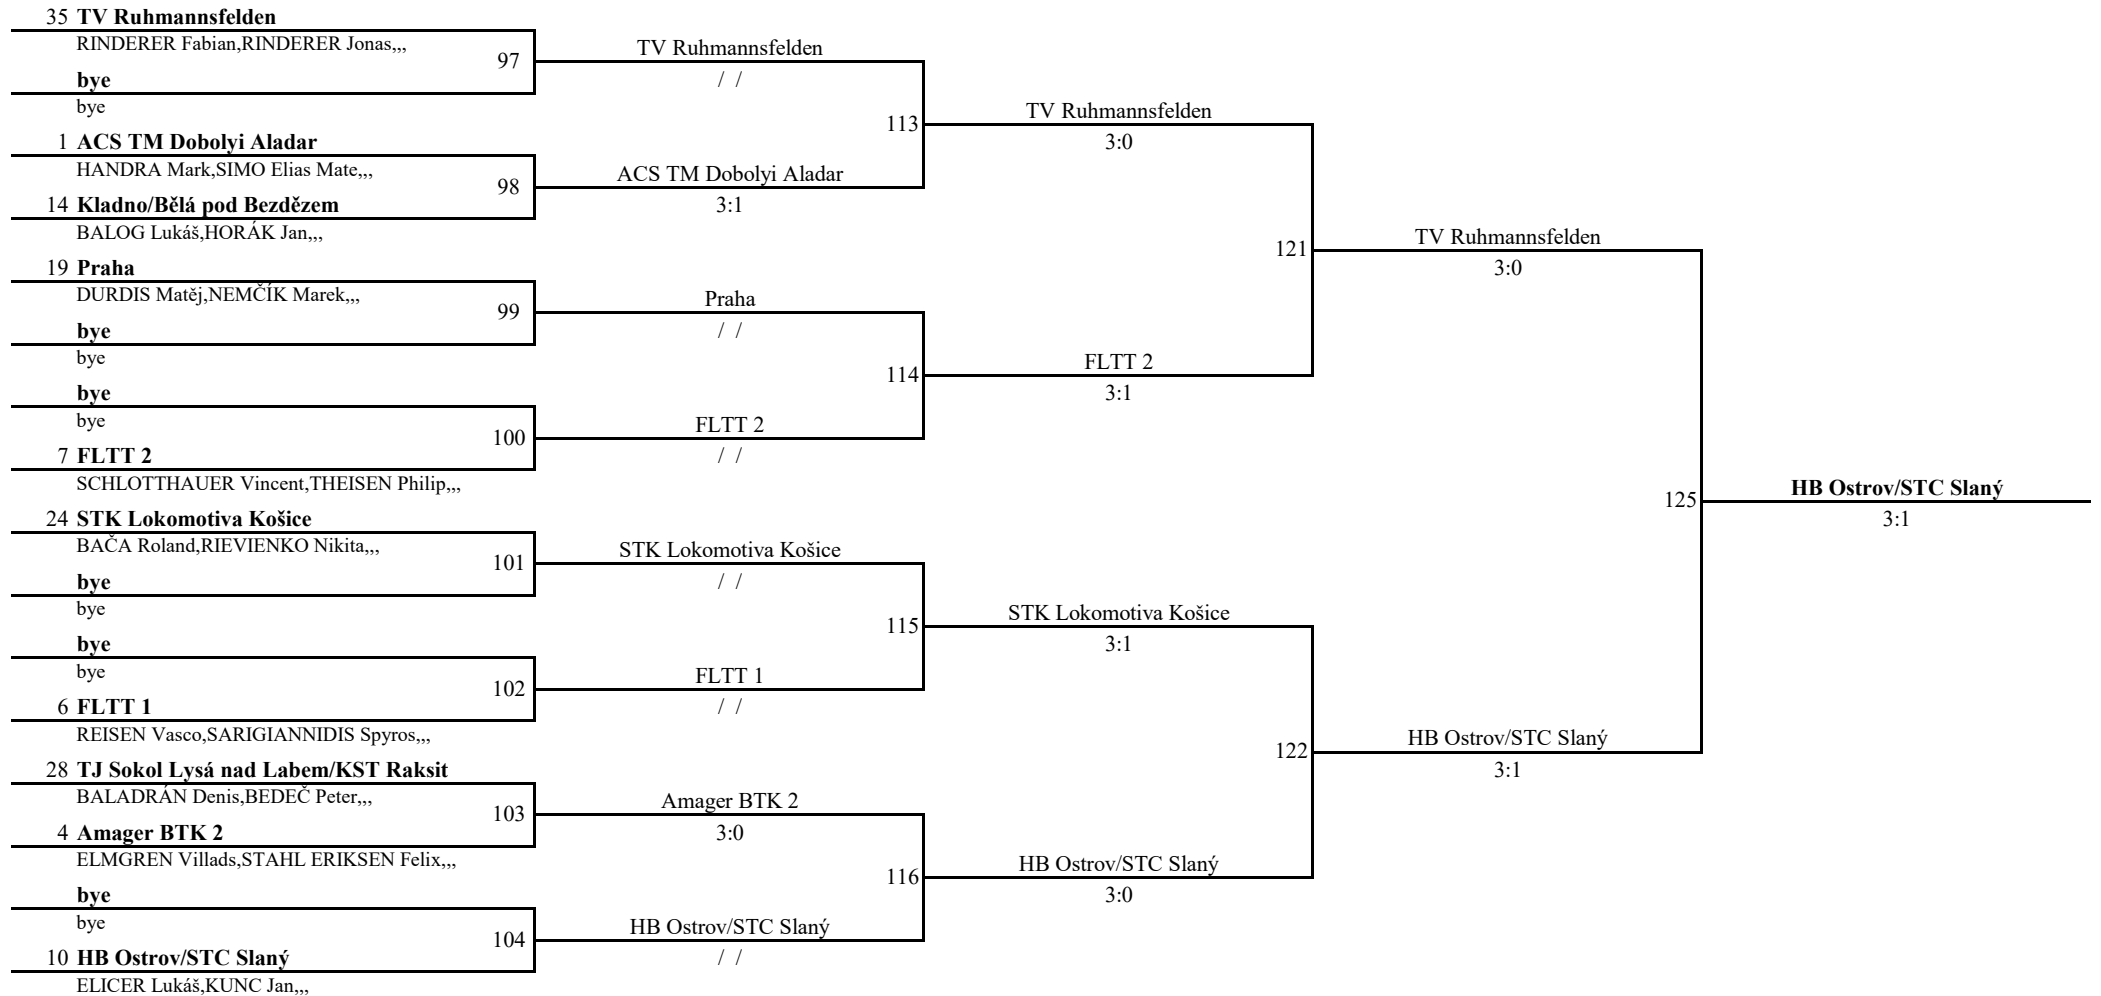 35 TV Ruhmannsfelden
RINDERER Fabian,RINDERER Jonas,,,
97
bye
bye
1 ACS TM Dobolyi Aladar
HANDRA Mark,SIMO Elias Mate,,,
98
14 Kladno/Bělá pod Bezdězem
BALOG Lukáš,HORÁK Jan,,,
19 Praha
DURDIS Matěj,NEMČÍK Marek,,,
99
bye
bye
bye
bye
100
7 FLTT 2
SCHLOTTHAUER Vincent,THEISEN Philip,,,
24 STK Lokomotiva Košice
BAČA Roland,RIEVIENKO Nikita,,,
101
bye
bye
bye
bye
102
6 FLTT 1
REISEN Vasco,SARIGIANNIDIS Spyros,,,
28 TJ Sokol Lysá nad Labem/KST Raksit
BALADRÁN Denis,BEDEČ Peter,,,
103
4 Amager BTK 2
ELMGREN Villads,STAHL ERIKSEN Felix,,,
bye
bye
104
10 HB Ostrov/STC Slaný
ELICER Lukáš,KUNC Jan,,,
TV Ruhmannsfelden
/ /
113
ACS TM Dobolyi Aladar
3:1
Praha
/ /
114
FLTT 2
/ /
STK Lokomotiva Košice
/ /
115
FLTT 1
/ /
Amager BTK 2
3:0
116
HB Ostrov/STC Slaný
/ /
TV Ruhmannsfelden
3:0
121
FLTT 2
3:1
STK Lokomotiva Košice
3:1
122
HB Ostrov/STC Slaný
3:0
TV Ruhmannsfelden
3:0
125
HB Ostrov/STC Slaný
3:1
HB Ostrov/STC Slaný
3:1